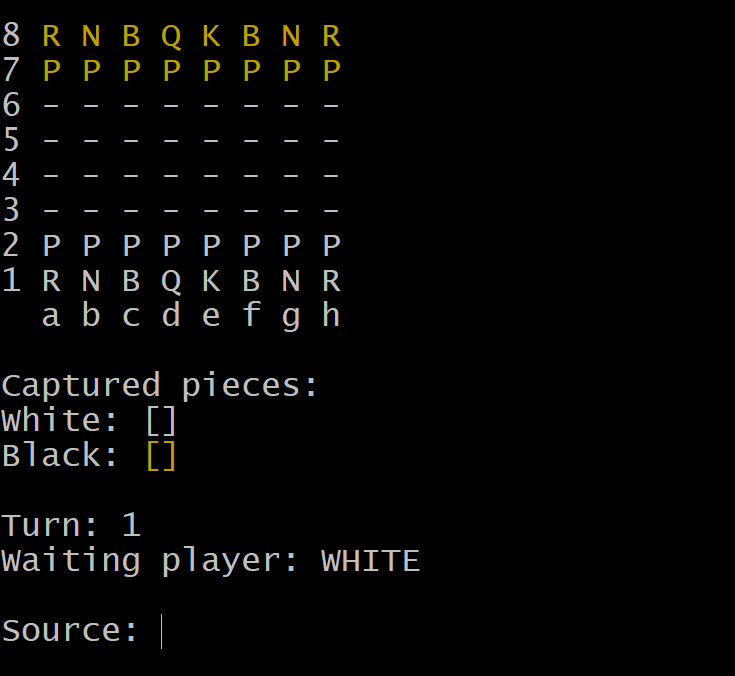 8 R N B Q K B N R
7 P P P P P P P P
6 - - - - - - - -
5 - - - - - - - -
4 - - - - - - - -
3 - - - - - - - -
2 P P P P P P P P
1 R N B Q K B N R
a b c d e f g h
Captured pieces:
White: []
Black: []
Turn: 1
Waiting player: WHITE
Source: